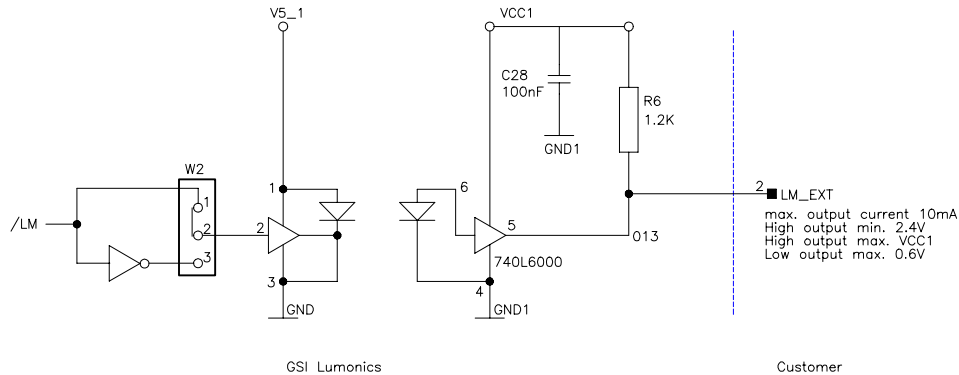 V5_1
VCC1
C28
100nF
R6
1.2K
GND1
W2
1
1
6
2
LM_EXT
/LM
2
2
5
013
max. output current 10mA
High output min. 2.4V
High output max. VCC1
Low output max. 0.6V
3
740L6000
3
4
GND
GND1
GSI Lumonics
Customer